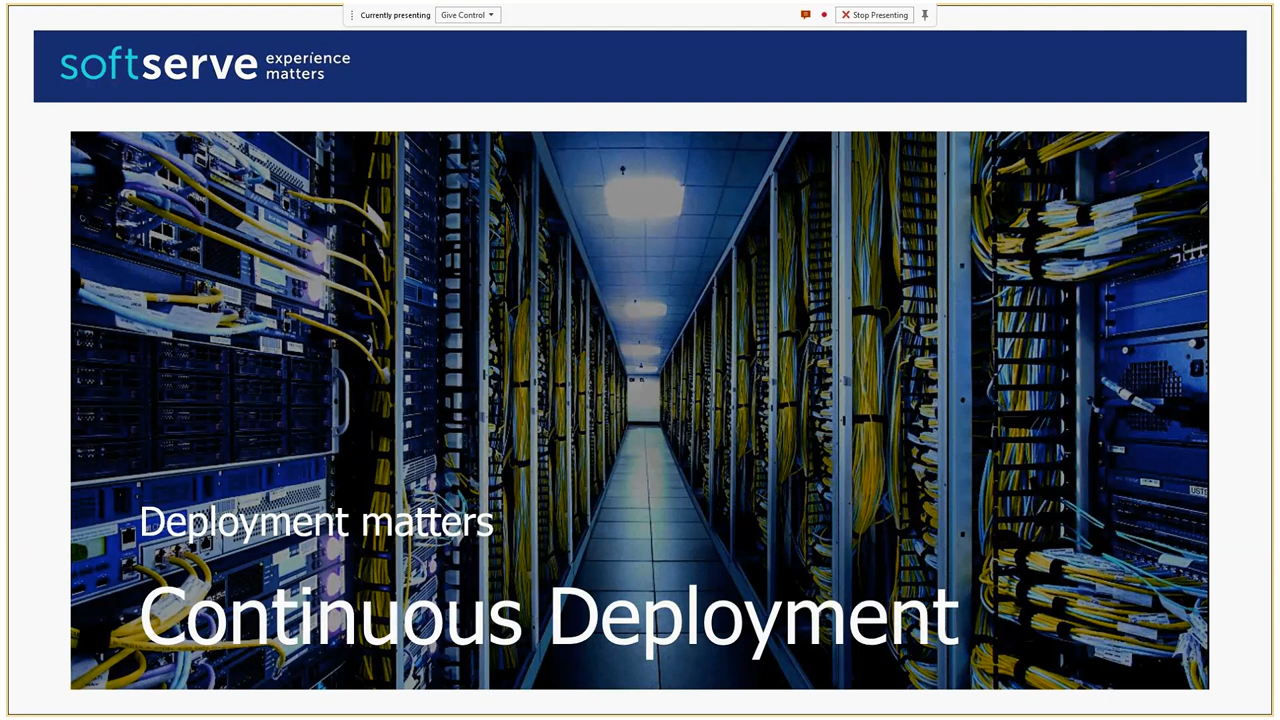 Currently presenting Give Control Stop Presenting
softserve experience matters
Deployment matters
Continuous Deployment